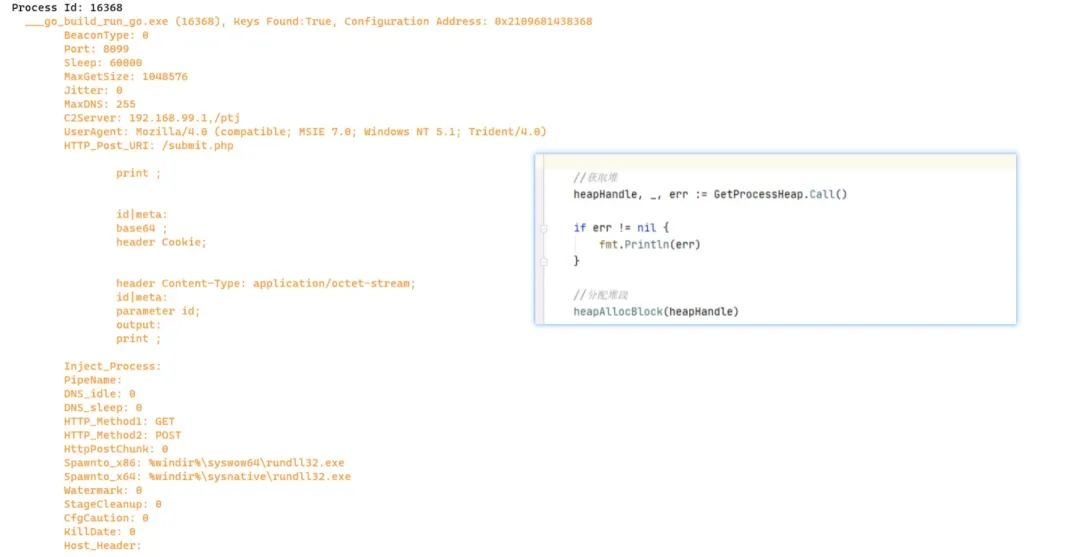 Process Id: 16368
___go_build_run_go.exe (16368), Keys Found:True, Configuration Address: 0x2109681438368
BeaconType: 0
Port: 8099
Sleep: 60000
MaxGetSize: 1048576
Jitter: 0
MaxDNS: 255
C2Server: 192.168.99.1,/ptj
UserAgent: Mozilla/4.0 (compatible; MSIE 7.0; Windows NT 5.1; Trident/4.0)
HTTP_Post_URI: /submit.php
print ;
id|meta:
base64 ;
header Cookie;
header Content-Type: application/octet-stream;
id|meta:
parameter id;
output:
print ;
Inject_Process:
PipeName:
DNS_idle: 0
DNS_sleep: 0
HTTP_Method1: GET
HTTP_Method2: POST
HttpPostChunk: 0
Spawnto_x86: %windir%\syswow64\rundll32.exe
Spawnto_x64: %windir%\sysnative\rundll32.exe
Watermark: 0
StageCleanup: 0
CfgCaution: 0
KillDate: 0
Host_Header:
//获取堆
heapHandle, _, err := GetProcessHeap.Call()
if err != nil {
fmt.Println(err)
}
//分配堆段
heapAllocBlock(heapHandle)